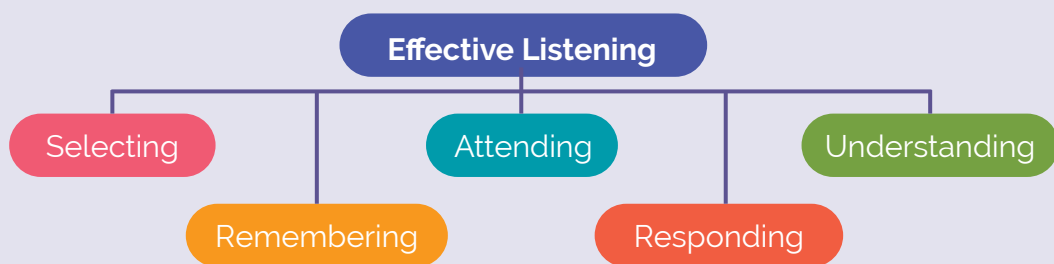 Effective Listening
Selecting
Attending
Understanding
Remembering
Responding